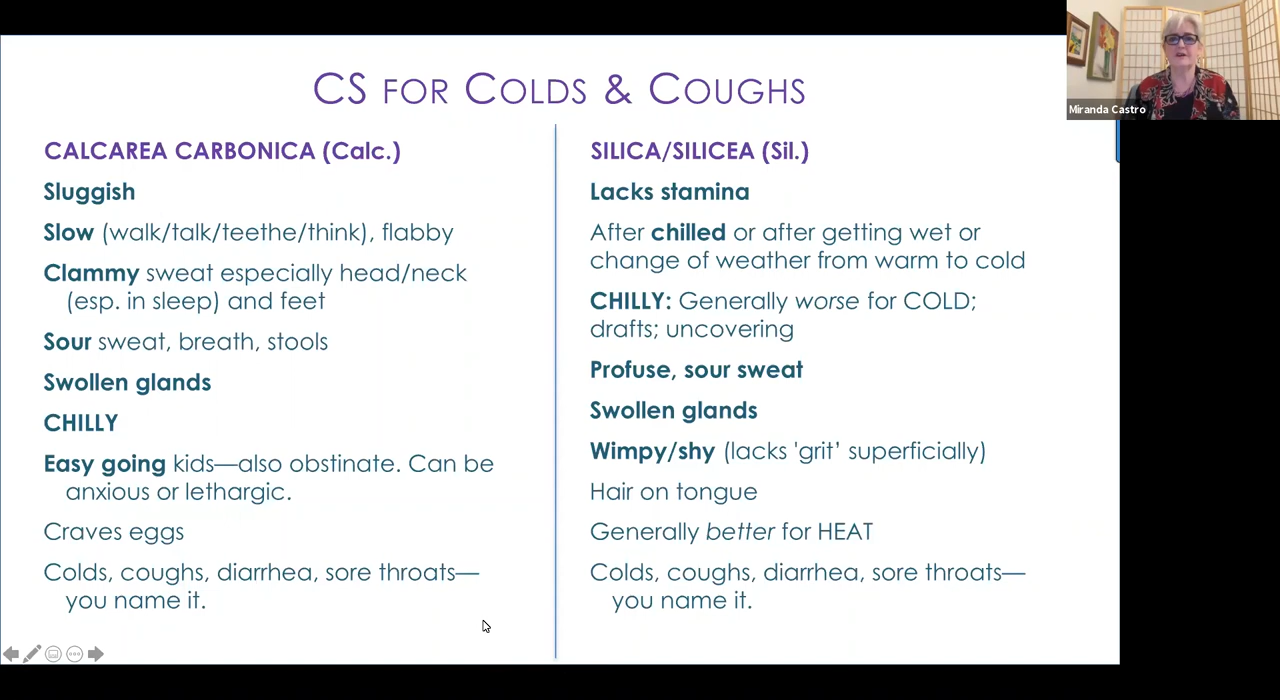 CS FOR COLDS & COUGHS
CALCAREA CARBONICA (Calc.)
Sluggish
Slow (walk/talk/teethe/think), flabby
Clammy sweat especially head/neck
(esp. in sleep) and feet
Sour sweat, breath, stools
Swollen glands
CHILLY
Easy going kids—also obstinate. Can be
anxious or lethargic.
Craves eggs
Colds, coughs, diarrhea, sore throats—
you name it.
SILICA/SILICEA (Sil.)
Lacks stamina
After chilled or after getting wet or
change of weather from warm to cold
CHILLY: Generally worse for COLD;
drafts; uncovering
Profuse, sour sweat
Swollen glands
Wimpy/shy (lacks 'grit’ superficially)
Hair on tongue
Generally better for HEAT
Colds, coughs, diarrhea, sore throats—
you name it.
Miranda Castro